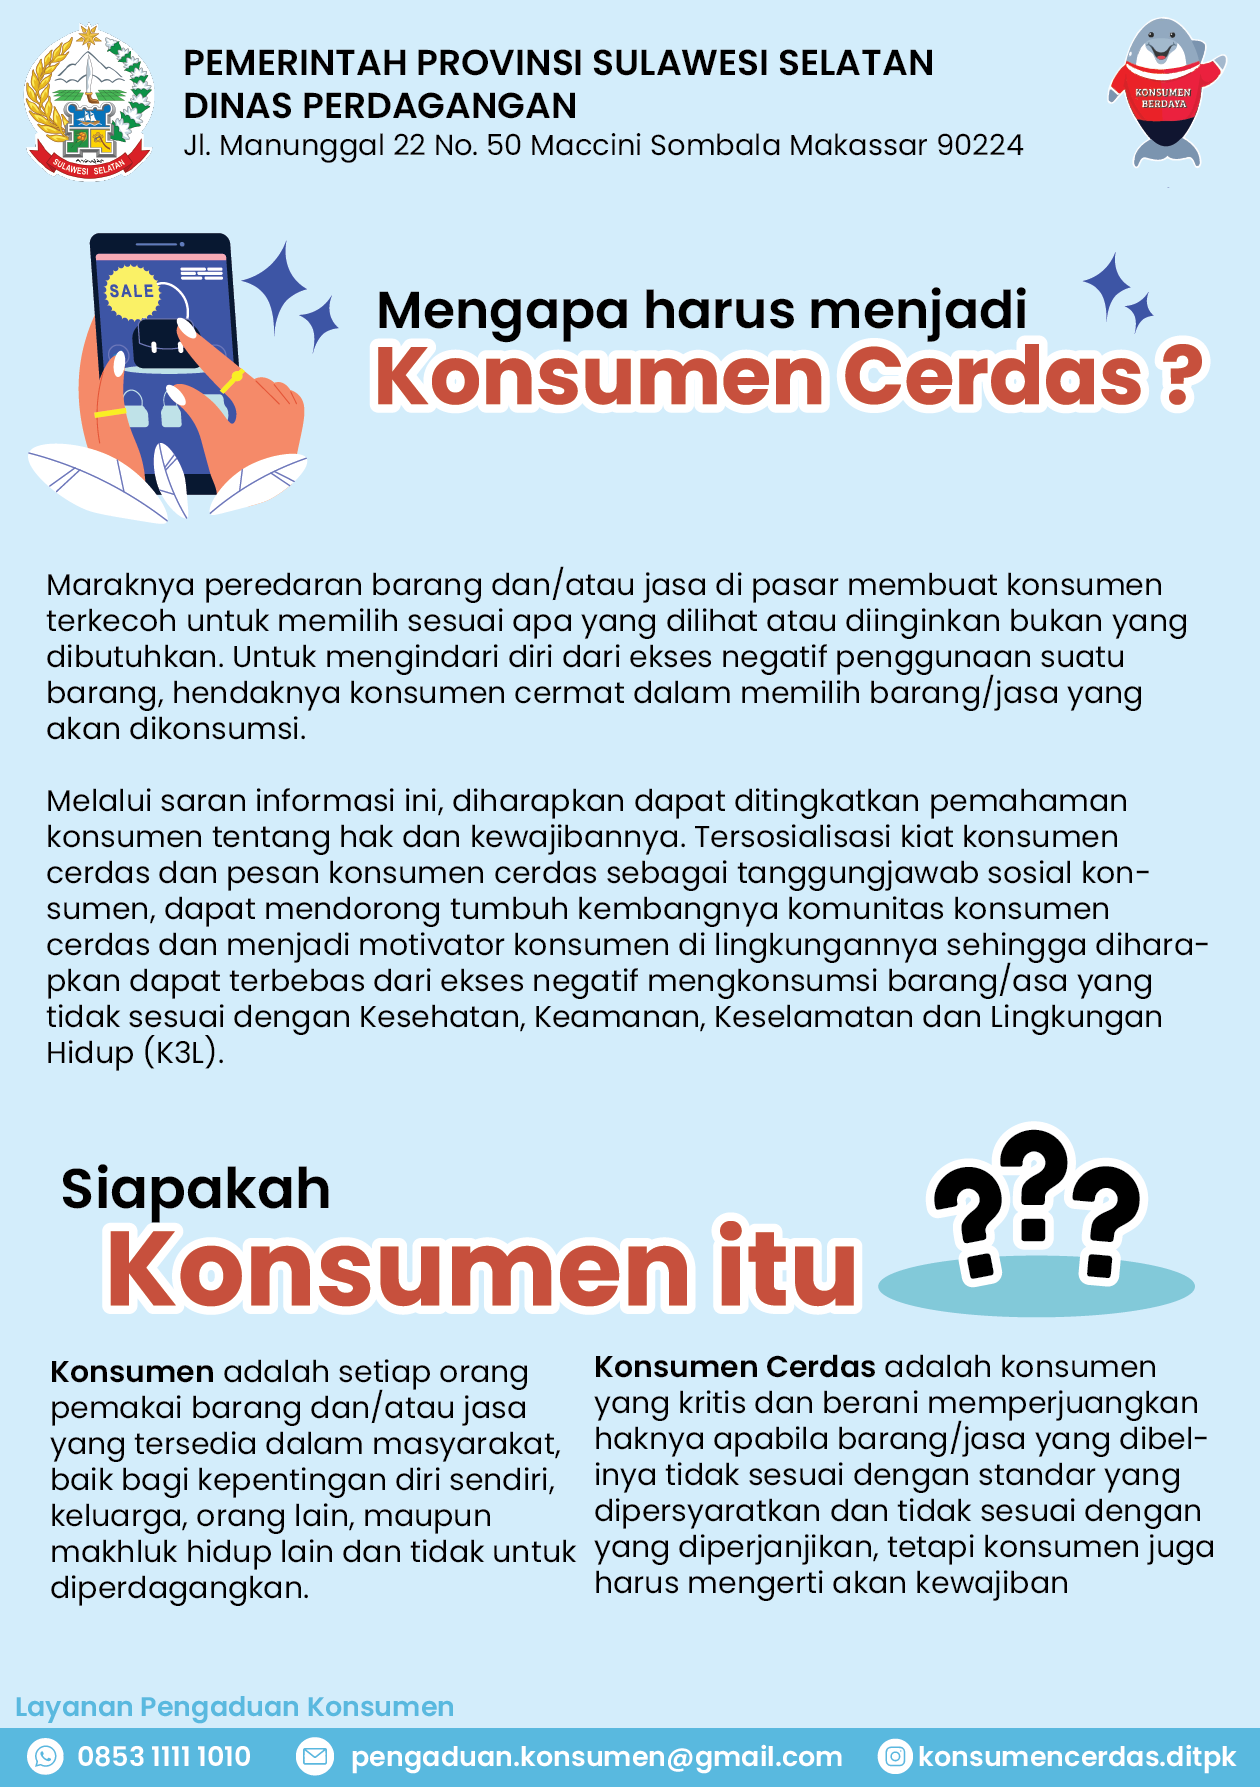 PEMERINTAH PROVINSI SULAWESI SELATAN
DINAS PERDAGANGAN
Jl. Manunggal 22 No. 50 Maccini Sombala Makassar 90224
SULAWESI SELATAN
KONSUMEN
BERDAYA
SALE
Mengapa harus menjadi
Konsumen Cerdas ?
Maraknya peredaran barang dan/atau jasa di pasar membuat konsumen
terkecoh untuk memilih sesuai apa yang dilihat atau diinginkan bukan yang
dibutuhkan. Untuk mengindari diri dari ekses negatif penggunaan suatu
barang, hendaknya konsumen cermat dalam memilih barang/jasa yang
akan dikonsumsi.
Melalui saran informasi ini, diharapkan dapat ditingkatkan pemahaman
konsumen tentang hak dan kewajibannya. Tersosialisasi kiat konsumen
cerdas dan pesan konsumen cerdas sebagai tanggungjawab sosial kon-
sumen, dapat mendorong tumbuh kembangnya komunitas konsumen
cerdas dan menjadi motivator konsumen di lingkungannya sehingga dihara-
pkan dapat terbebas dari ekses negatif mengkonsumsi barang/asa yang
tidak sesuai dengan Kesehatan, Keamanan, Keselamatan dan Lingkungan
Hidup (K3L).
Siapakah
Konsumen itu
???
Konsumen adalah setiap orang
pemakai barang dan/atau jasa
yang tersedia dalam masyarakat,
baik bagi kepentingan diri sendiri,
keluarga, orang lain, maupun
makhluk hidup lain dan tidak untuk
diperdagangkan.
Konsumen Cerdas adalah konsumen
yang kritis dan berani memperjuangkan
haknya apabila barang/jasa yang dibel-
inya tidak sesuai dengan standar yang
dipersyaratkan dan tidak sesuai dengan
yang diperjanjikan, tetapi konsumen juga
harus mengerti akan kewajiban
Layanan Pengaduan Konsumen
0853 1111 1010
pengaduan.konsumen@gmail.com
konsumencerdas.ditpk